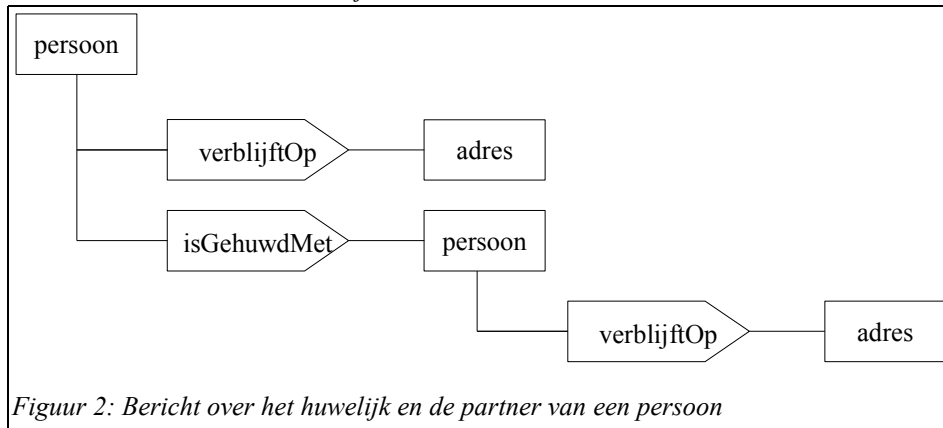 persoon
verblijftOp
adres
isGehuwdMet
persoon
verblijftOp
adres
Figuur 2: Bericht over het huwelijk en de partner van een persoon